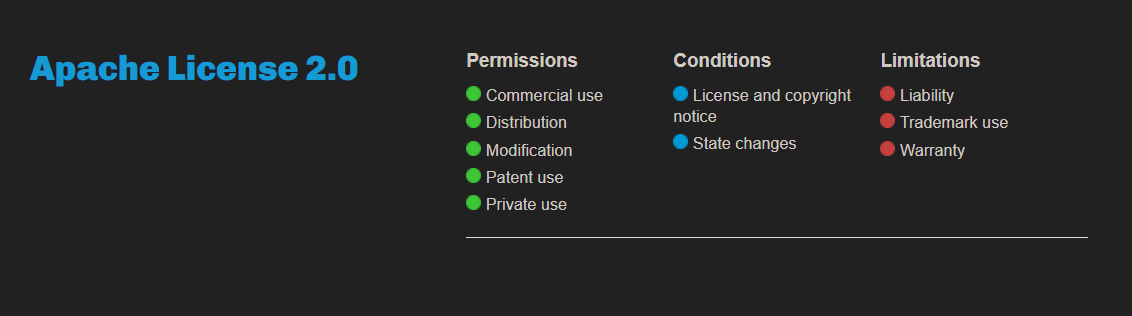 Apache License 2.0
Permissions
Commercial use
Distribution
Modification
Patent use
Private use
Conditions
License and copyright
notice
State changes
Limitations
Liability
Trademark use
Warranty